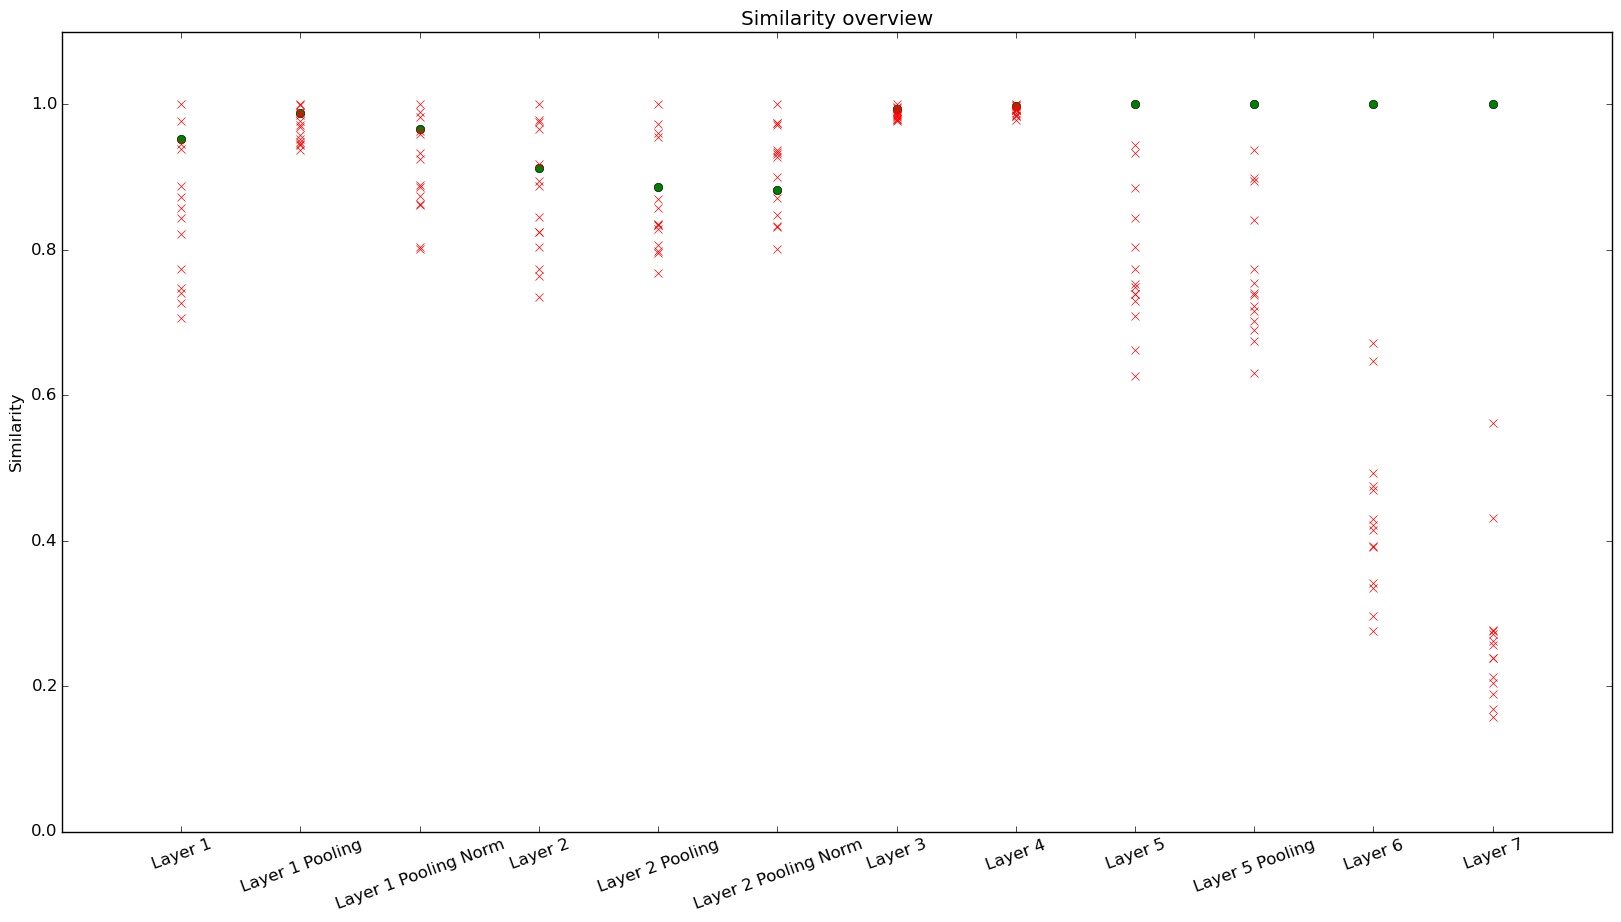 Similarity overview
1.0
0.8
0.6
0.4
0.2
0.0
Similarity
Layer 1
Layer 1 Pooling
Layer 1 Pooling Norm
Layer 2
Layer 2 Pooling
Layer 2 Pooling Norm
Layer 3
Layer 4
Layer 5
Layer 5 Pooling
Layer 6
Layer 7